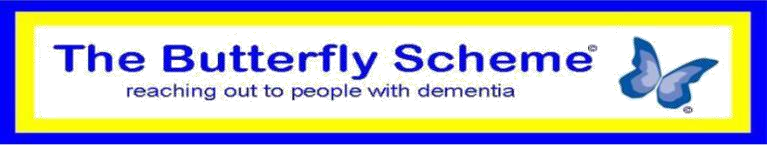 The Butterfly Scheme©
reaching out to people with dementia
©